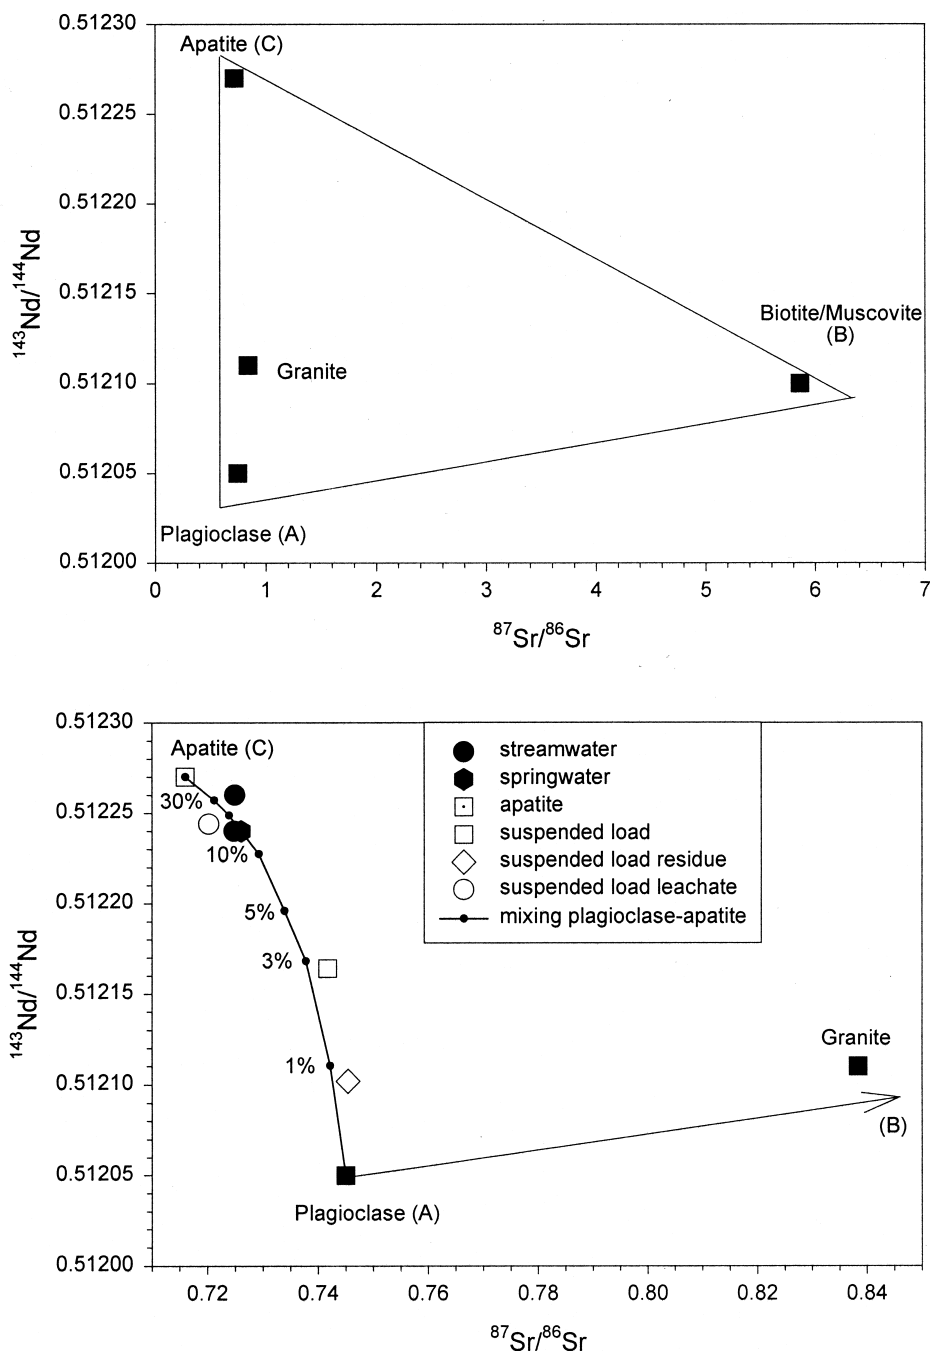 0.51230
Apatite (C)
0.51225
0.51220
0.51215
Biotite/Muscovite
(B)
0.51210
Granite
0.51205
Plagioclase (A)
0.51200
0 1 2 3 4 5 6 7
143Nd/144Nd
87Sr/86Sr
0.51230
Apatite (C)
streamwater
springwater
apatite
suspended load
suspended load residue
suspended load leachate
mixing plagioclase-apatite
30%
0.51225
10%
0.51220
5%
3%
0.51215
Granite
1%
0.51210
(B)
0.51205
Plagioclase (A)
0.51200
0.72 0.74 0.76 0.78 0.80 0.82 0.84
143Nd/144Nd
87Sr/86Sr